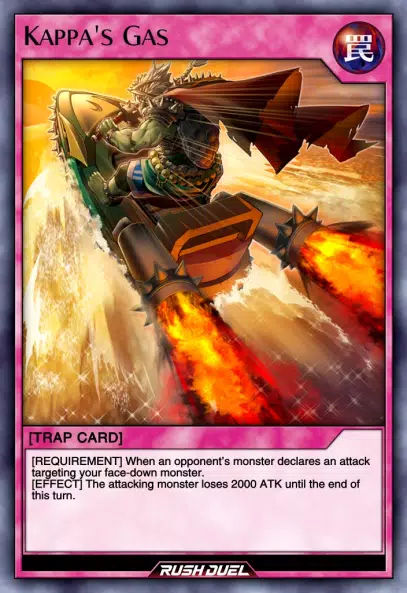 Kappa's Gas
罠
[TRAP CARD]
[REQUIREMENT] When an opponent's monster declares an attack
targeting your face-down monster.
[EFFECT] The attacking monster loses 2000 ATK until the end of
this turn.
RUSH DUEL